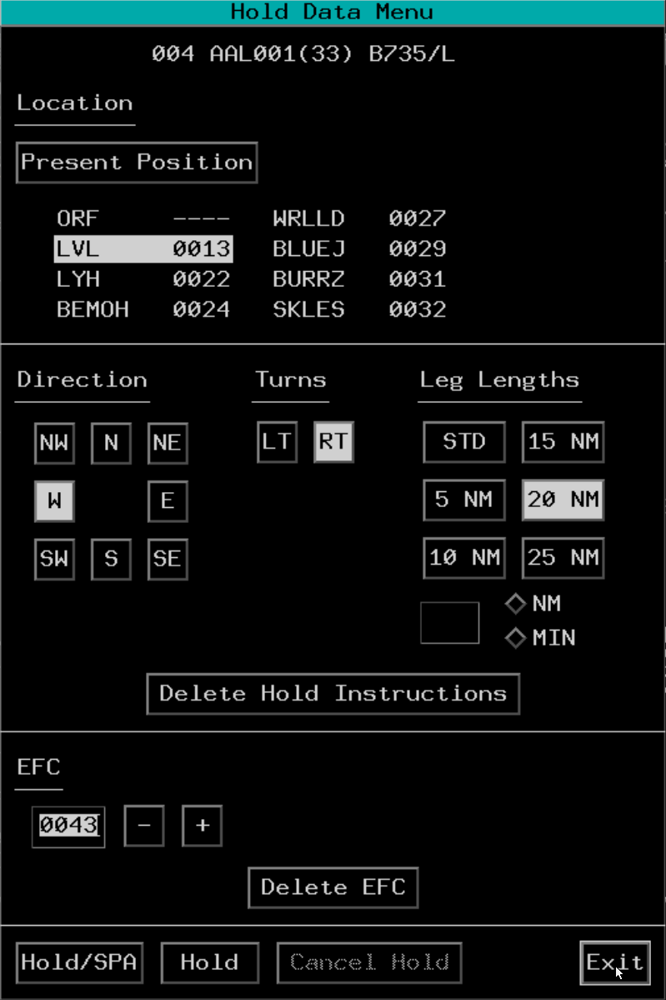 Hold Data Menu
004 AAL001(33) B735/L
Location
Present Position
ORF ---- WRLLD 0027
LVL 0013 BLUEJ 0029
LYH 0022 BURRZ 0031
BEMOH 0024 SKLES 0032
Direction Turns Leg Lengths
NW N NE LT RT STD 15 NM
W E 5 NM 20 NM
SW S SE 10 NM 25 NM
NM
MIN
Delete Hold Instructions
EFC
0043 - +
Delete EFC
Hold/SPA Hold Cancel Hold Exit